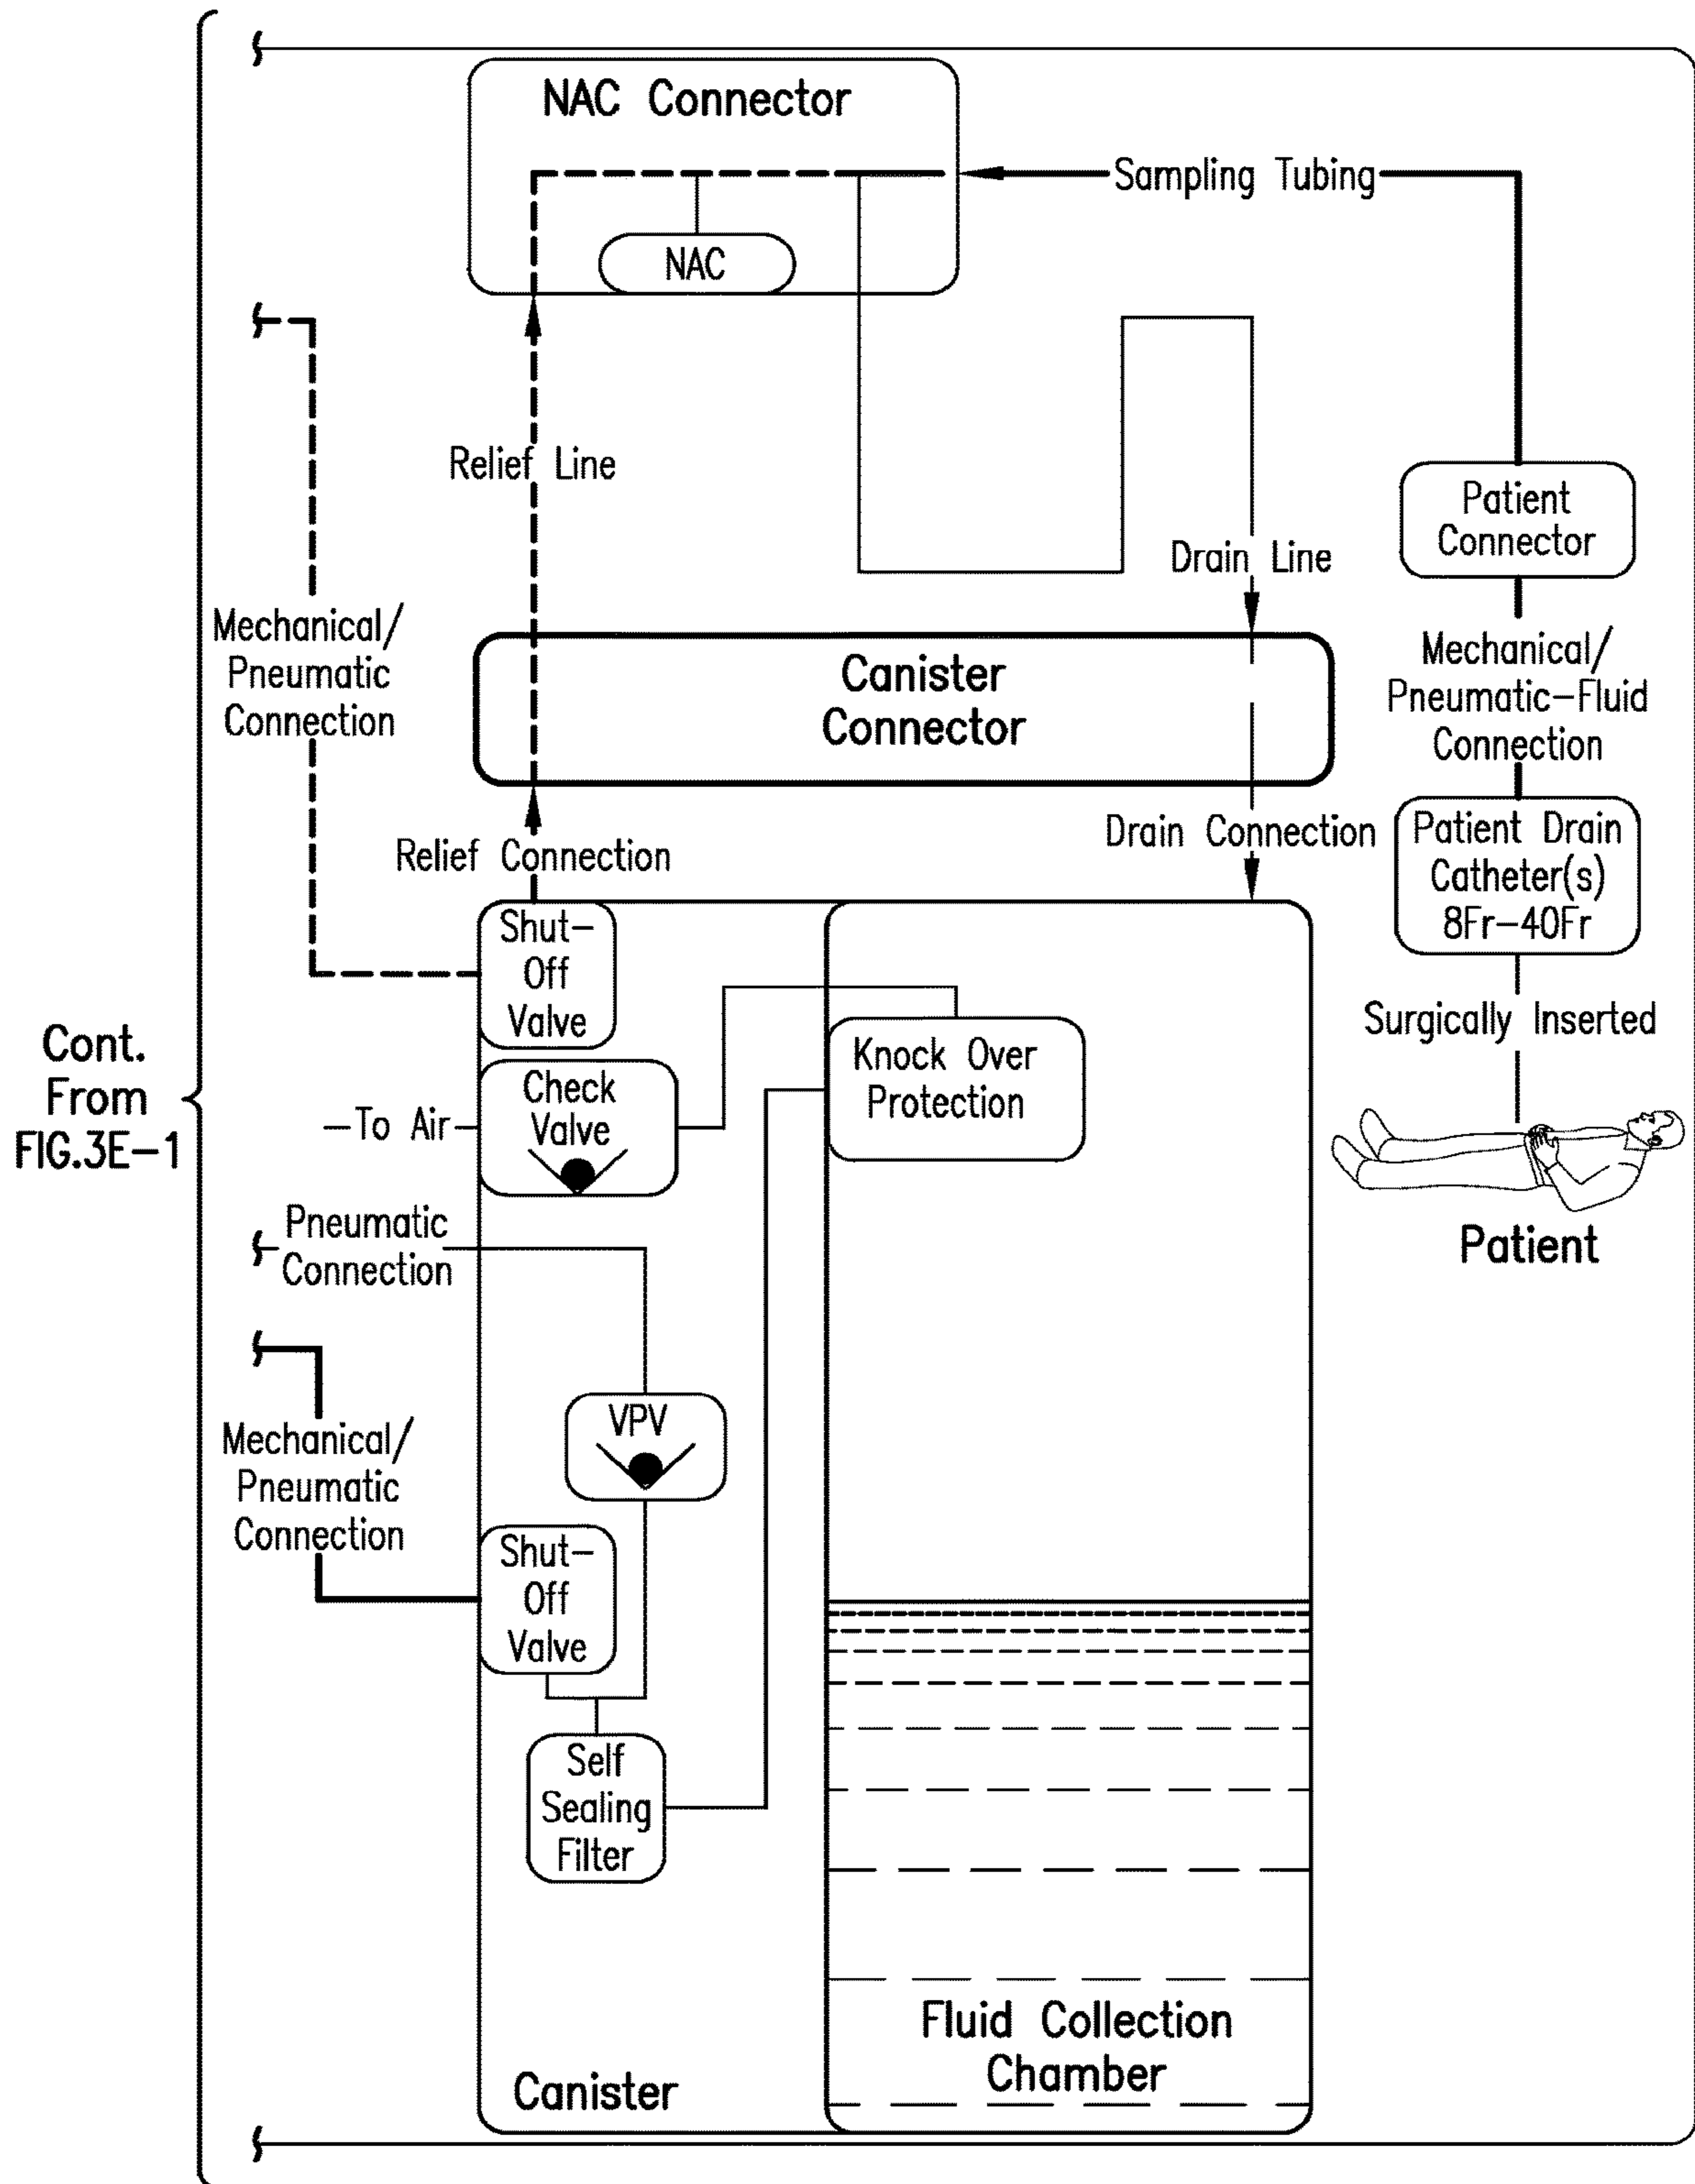 NAC Connector
Sampling Tubing
NAC
Relief Line
Patient
Connector
Drain Line
Mechanical/
Pneumatic
Connection
Canister
Connector
Mechanical/
Pneumatic-Fluid
Connection
Relief Connection
Drain Connection
Patient Drain
Catheter(s)
8Fr-40Fr
Shut-
Off
Valve
Surgically Inserted
Cont.
From
FIG.3E-1
To Air
Check
Valve
Knock Over
Protection
Patient
Pneumatic
Connection
VPV
Mechanical/
Pneumatic
Connection
Shut-
Off
Valve
Self
Sealing
Filter
Fluid Collection
Chamber
Canister